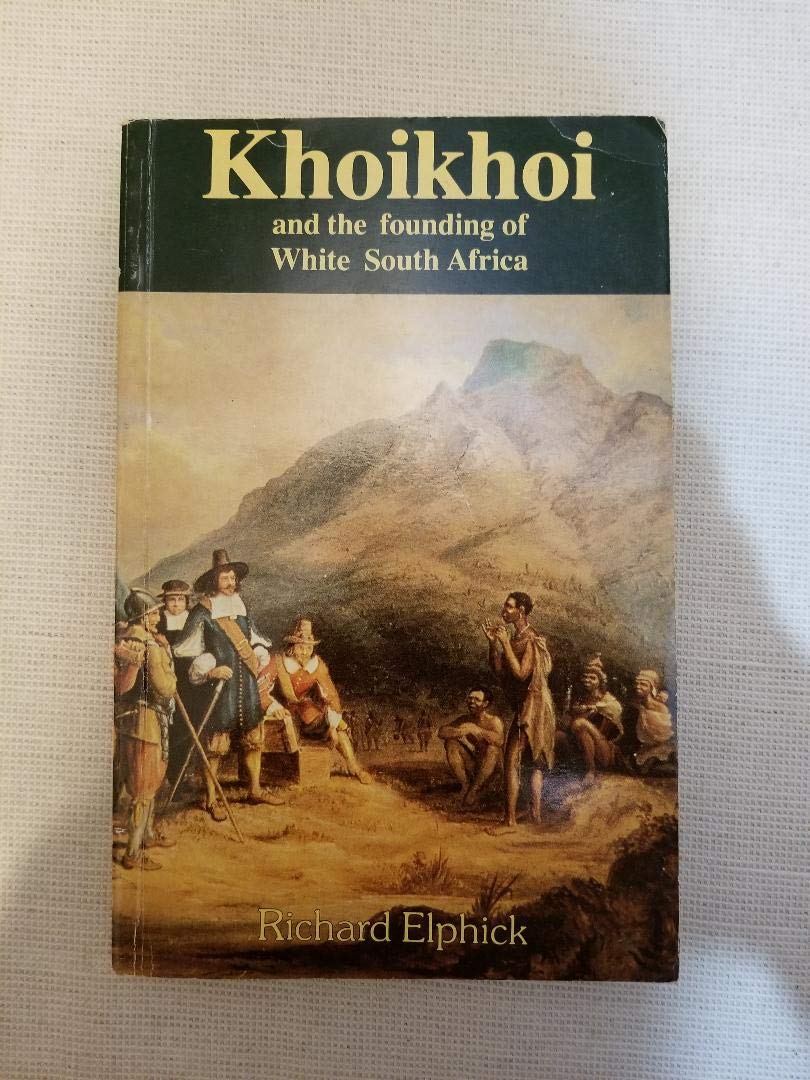 Khoikhoi
and the founding of
White South Africa
Richard Elphick